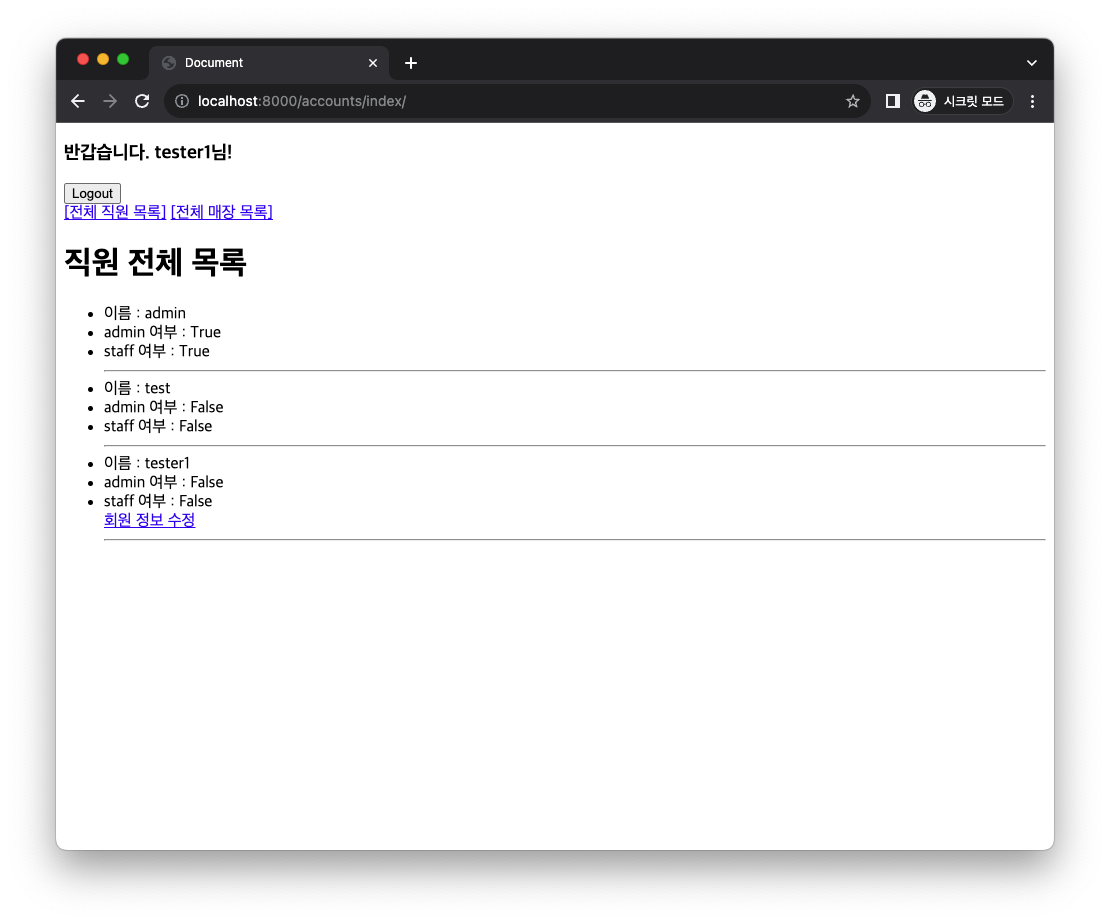 Document
localhost:8000/accounts/index/
시크릿 모드
반갑습니다. tester1님!
Logout
[전체 직원 목록] [전체 매장 목록]
직원 전체 목록
이름 : admin
admin 여부 : True
staff 여부 : True
이름 : test
admin 여부 : False
staff 여부 : False
이름 : tester1
admin 여부 : False
staff 여부 : False
회원 정보 수정